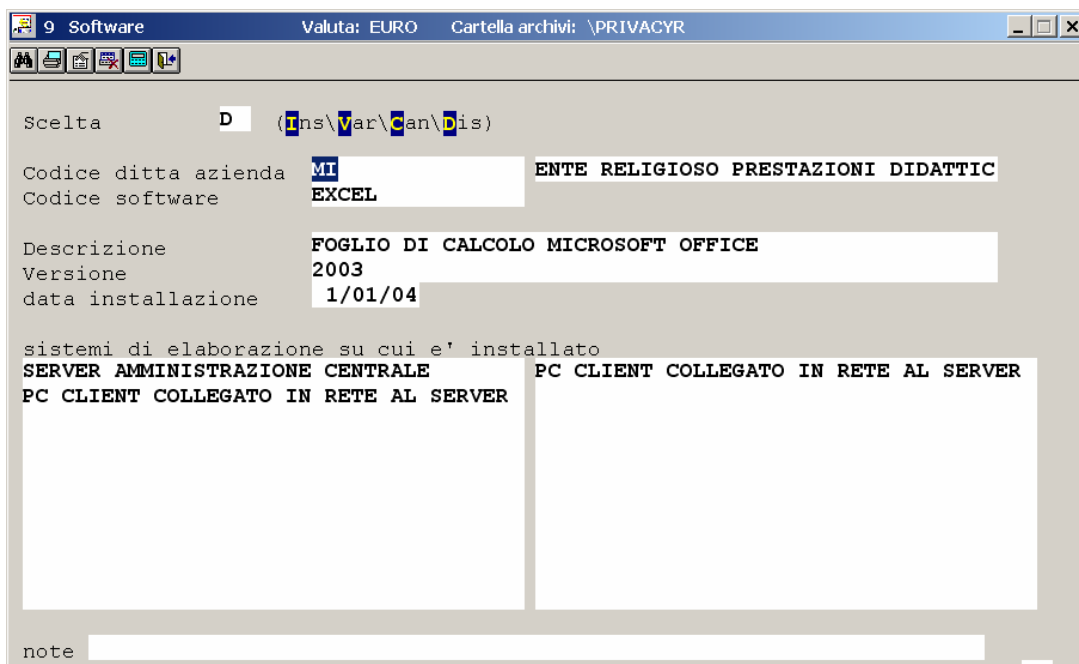 9 Software Valuta: EURO Cartella archivi: \PRIVACYR
Scelta D (Ins\Var\Can\Dis)
Codice ditta azienda MI ENTE RELIGIOSO PRESTAZIONI DIDATTIC
Codice software EXCEL
Descrizione FOGLIO DI CALCOLO MICROSOFT OFFICE
Versione 2003
data installazione 1/01/04
sistemi di elaborazione su cui e' installato
SERVER AMMINISTRAZIONE CENTRALE PC CLIENT COLLEGATO IN RETE AL SERVER
PC CLIENT COLLEGATO IN RETE AL SERVER
note